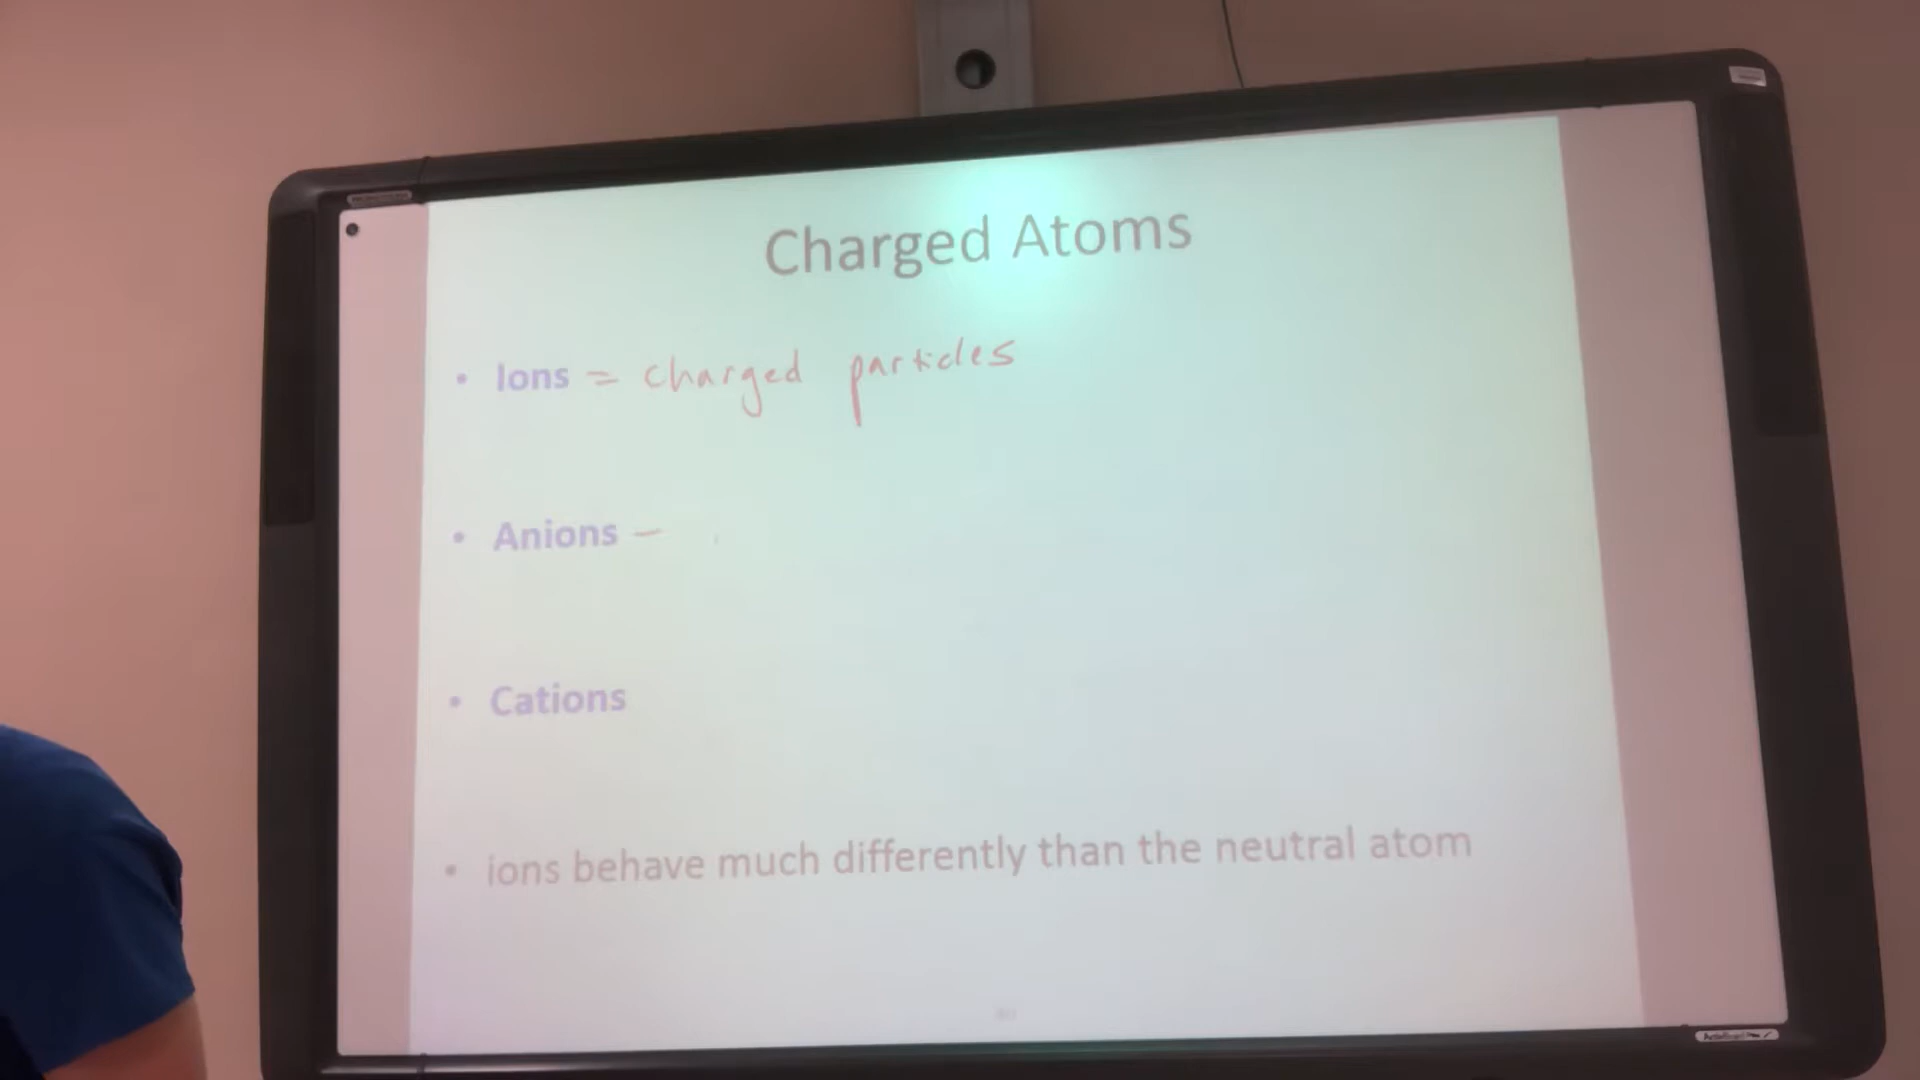 Charged Atoms
• Ions = charged particles
• Anions –
• Cations
• ions behave much differently than the neutral atom